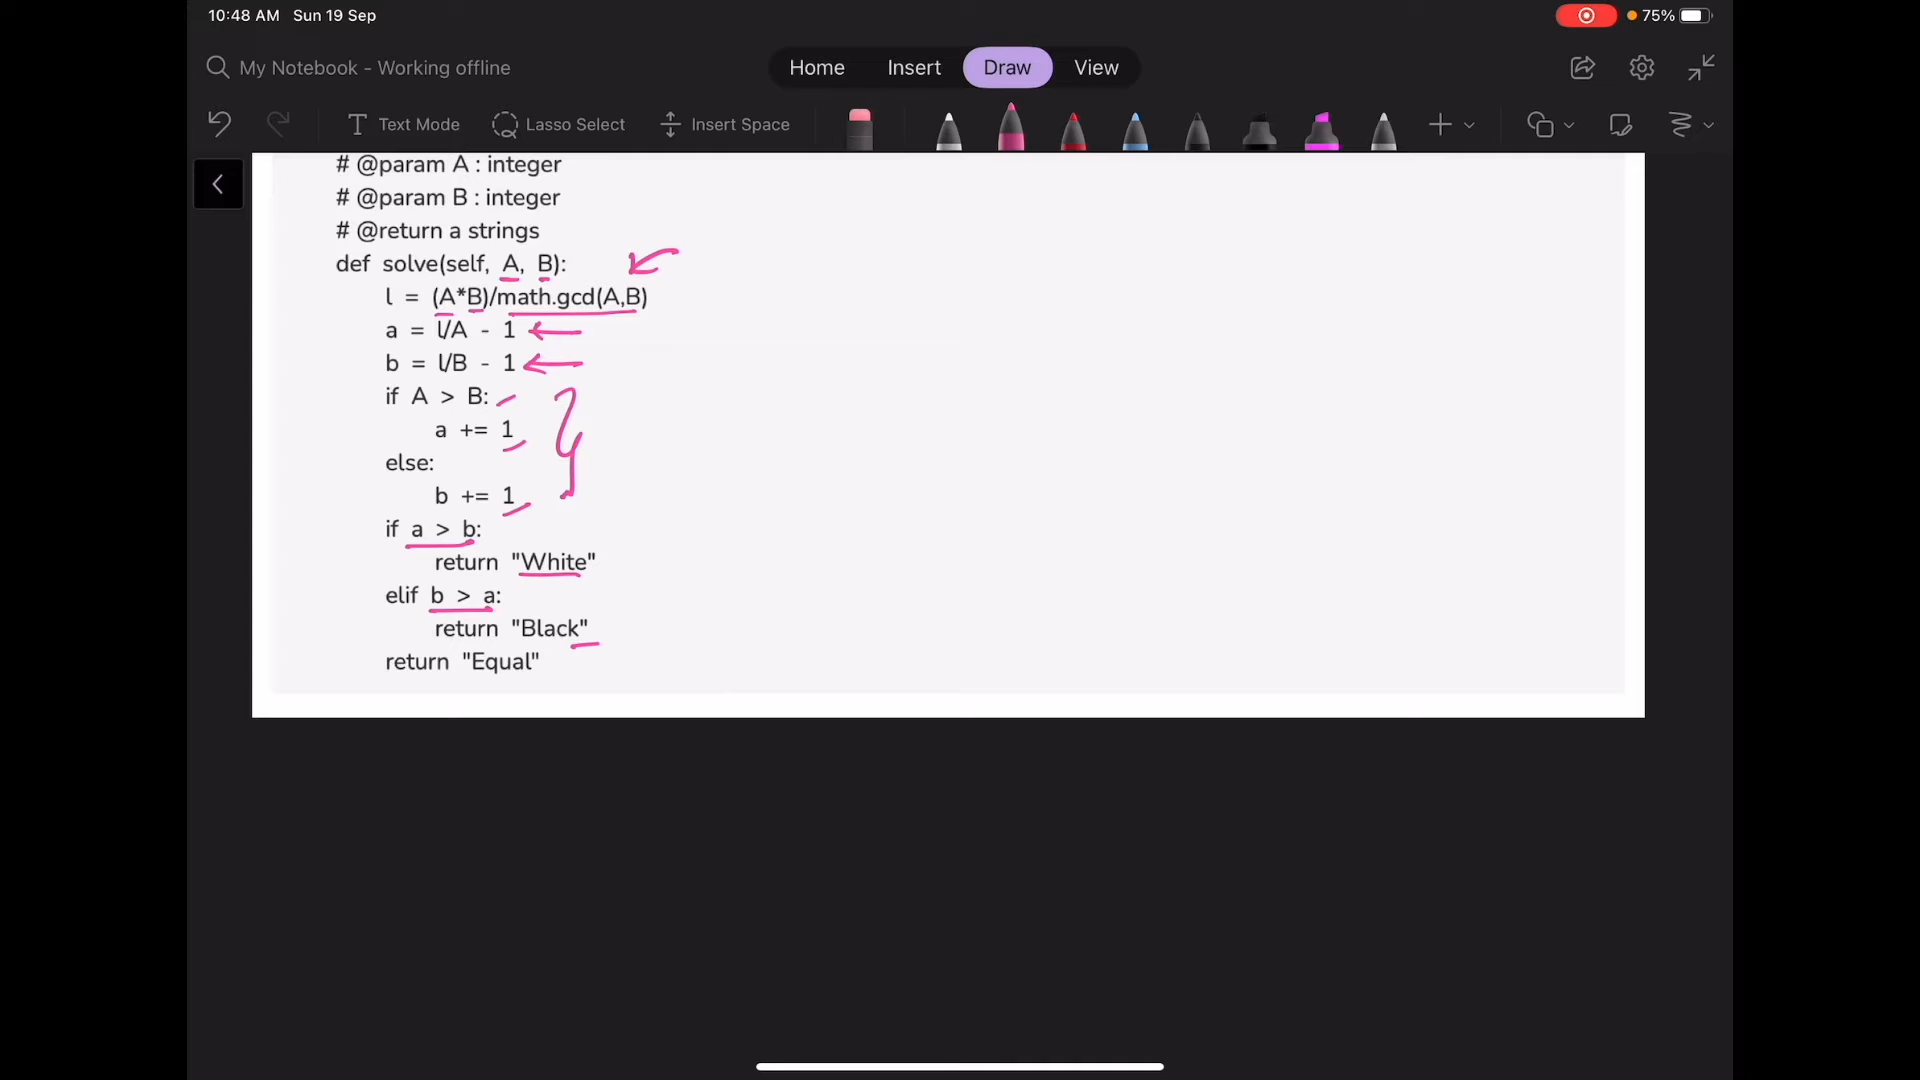 10:48 AM Sun 19 Sep
75%
My Notebook - Working offline
Home Insert Draw View
Text Mode Lasso Select Insert Space
# @param A : integer
# @param B : integer
# @return a strings
def solve(self, A, B):
l = (A*B)/math.gcd(A,B)
a = l/A - 1
b = l/B - 1
if A > B:
a += 1
else:
b += 1
if a > b:
return "White"
elif b > a:
return "Black"
return "Equal"